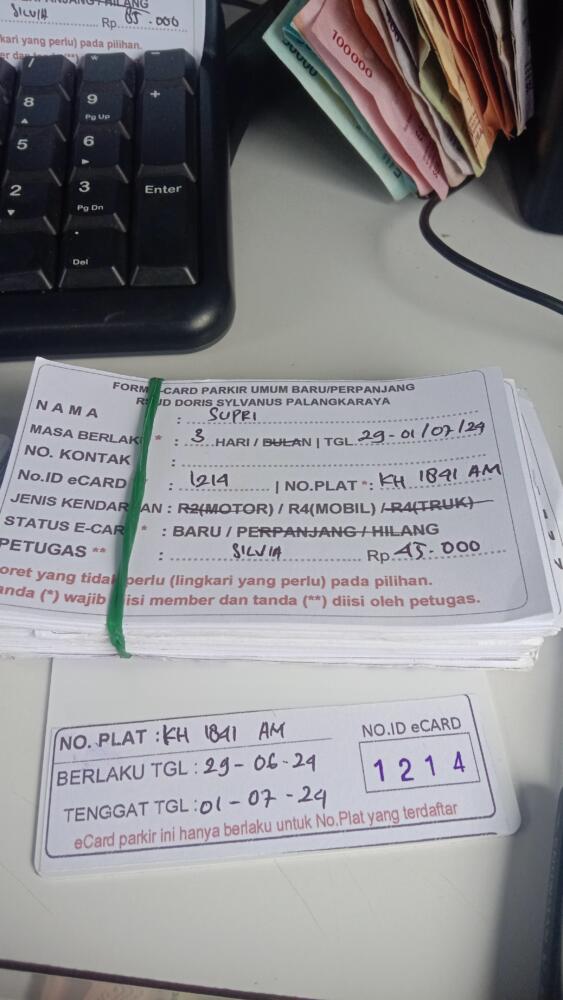 PERPANJANG/HILANG
SILVIA Rp 85.000
kari yang perlu) pada pilihan.
8
9
Pg Up
+
5
6
2
3
Pg Dn
Enter
.
Del
100000
FORM E-CARD PARKIR UMUM BARU/PERPANJANG
RSUD DORIS SYLVANUS PALANGKARAYA
NAMA : SUPRI
MASA BERLAKU * : 3 HARI / BULAN | TGL 29-01/07/24
NO. KONTAK :
No.ID eCARD : 1214 | NO.PLAT *: KH 1841 AM
JENIS KENDARAAN : R2(MOTOR) / R4(MOBIL) / R4(TRUK)
STATUS E-CARD * : BARU / PERPANJANG / HILANG
PETUGAS ** : SILVIA Rp 45.000
oret yang tidak perlu (lingkari yang perlu) pada pilihan.
anda (*) wajib diisi member dan tanda (**) diisi oleh petugas.
NO. PLAT : KH 1841 AM
NO.ID eCARD
BERLAKU TGL : 29-06-24
1214
TENGGAT TGL : 01-07-24
eCard parkir ini hanya berlaku untuk No.Plat yang terdaftar